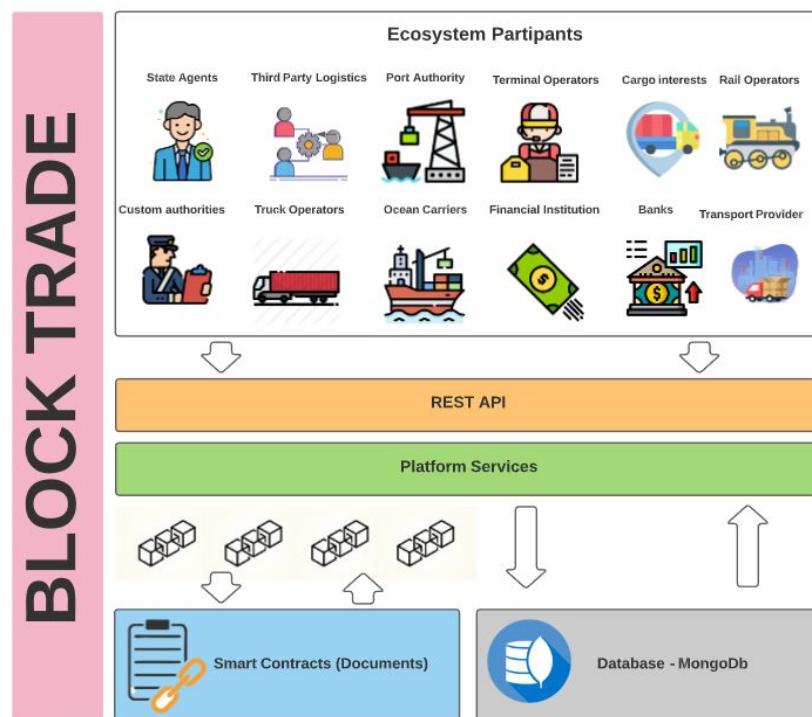 BLOCK TRADE
Ecosystem Partipants
State Agents
Third Party Logistics
Port Authority
Terminal Operators
Cargo interests
Rail Operators
Custom authorities
Truck Operators
Ocean Carriers
Financial Institution
Banks
Transport Provider
REST API
Platform Services
Smart Contracts (Documents)
Database - MongoDb